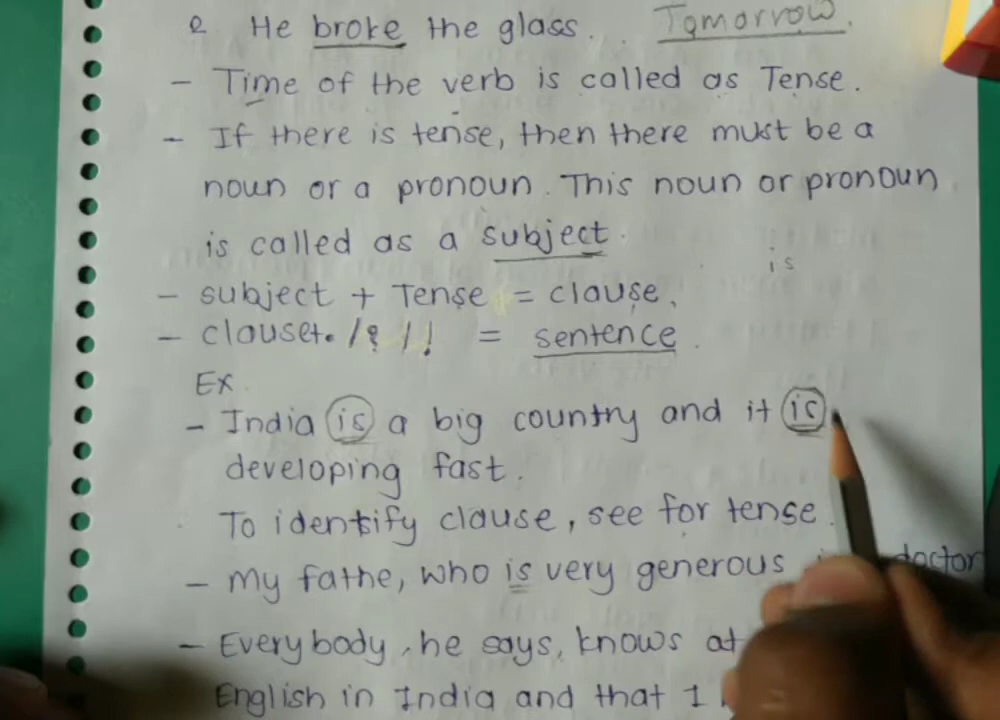 2 He broke the glass. Tomorrow.
- Time of the verb is called as Tense.
- If there is tense, then there must be a
noun or a pronoun. This noun or pronoun
is called as a subject.
is
- subject + Tense = clause.
- clause+. /? /! = sentence.
Ex
- India is a big country and it is
developing fast.
To identify clause, see for tense.
- My fathe, who is very generous doctor
- Everybody, he says, knows at
English in India and that I